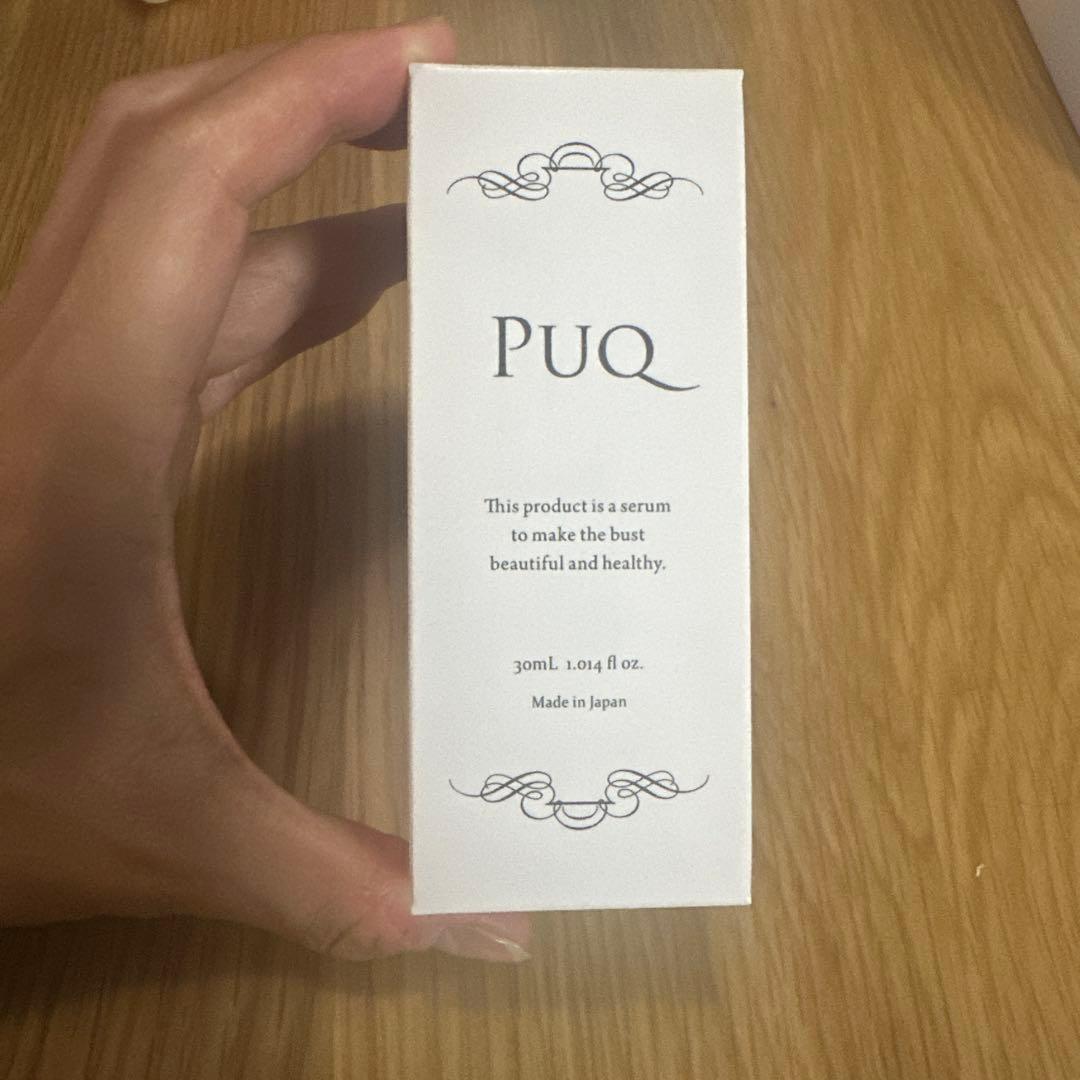 PUQ
This product is a serum
to make the bust
beautiful and healthy.
30mL 1.014 fl oz.
Made in Japan